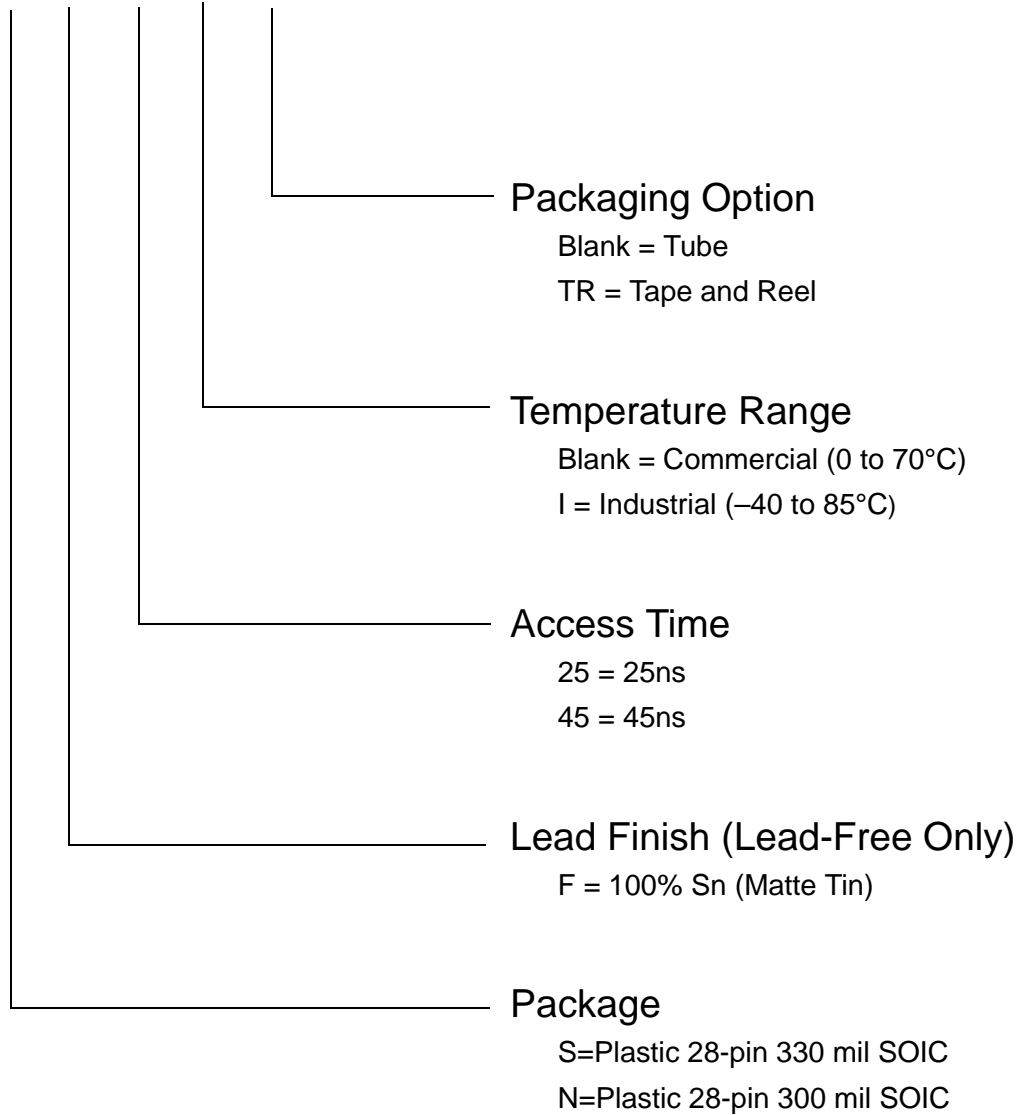 Packaging Option
Blank = Tube
TR = Tape and Reel
Temperature Range
Blank = Commercial (0 to 70°C)
I = Industrial (–40 to 85°C)
Access Time
25 = 25ns
45 = 45ns
Lead Finish (Lead-Free Only)
F = 100% Sn (Matte Tin)
Package
S=Plastic 28-pin 330 mil SOIC
N=Plastic 28-pin 300 mil SOIC